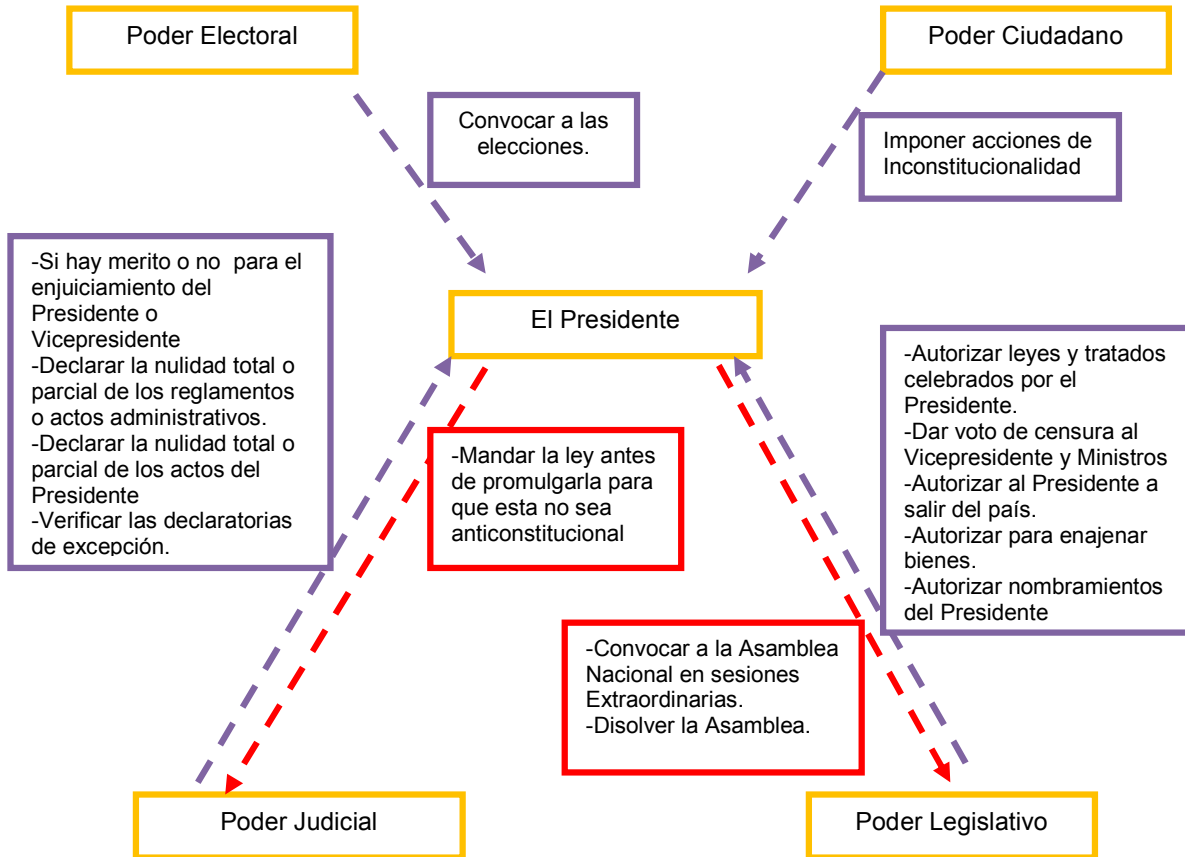 Poder Electoral
Poder Ciudadano
Convocar a las
elecciones.
Imponer acciones de
Inconstitucionalidad
-Si hay merito o no para el
enjuiciamiento del
Presidente o
Vicepresidente
-Declarar la nulidad total o
parcial de los reglamentos
o actos administrativos.
-Declarar la nulidad total o
parcial de los actos del
Presidente
-Verificar las declaratorias
de excepción.
El Presidente
-Autorizar leyes y tratados
celebrados por el
Presidente.
-Dar voto de censura al
Vicepresidente y Ministros
-Autorizar al Presidente a
salir del país.
-Autorizar para enajenar
bienes.
-Autorizar nombramientos
del Presidente
-Mandar la ley antes
de promulgarla para
que esta no sea
anticonstitucional
-Convocar a la Asamblea
Nacional en sesiones
Extraordinarias.
-Disolver la Asamblea.
Poder Judicial
Poder Legislativo